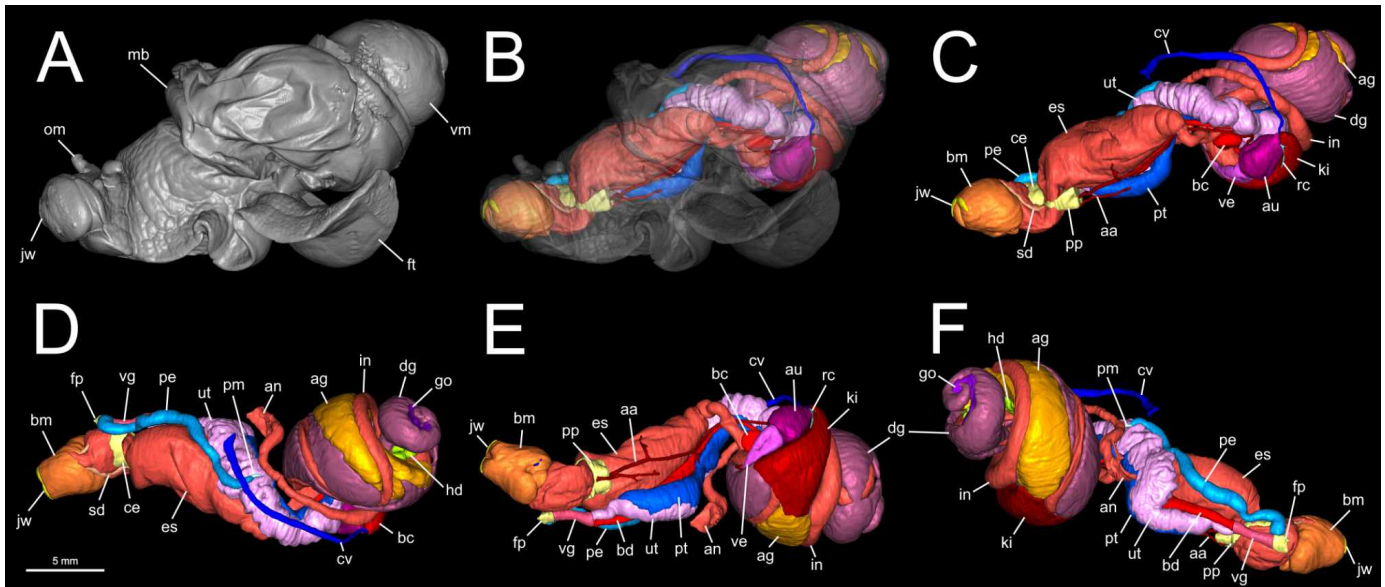 A
mb
om
jw
vm
ft
B
C
cv
ag
ut
es
dg
ce
pe
bm
jw
in
ki
bc
rc
ve
au
pt
aa
pp
sd
D
fp
vg
pe
ut
pm
an
ag
in
dg
go
bm
hd
jw
sd
ce
es
bc
cv
5 mm
E
cv
au
bc
rc
ki
aa
es
pp
bm
jw
dg
fp
vg
pe
bd
ut
pt
an
ve
ag
in
F
ag
hd
go
pm
cv
pe
es
fp
bm
in
an
ki
pt
ut
aa
bd
pp
vg
jw